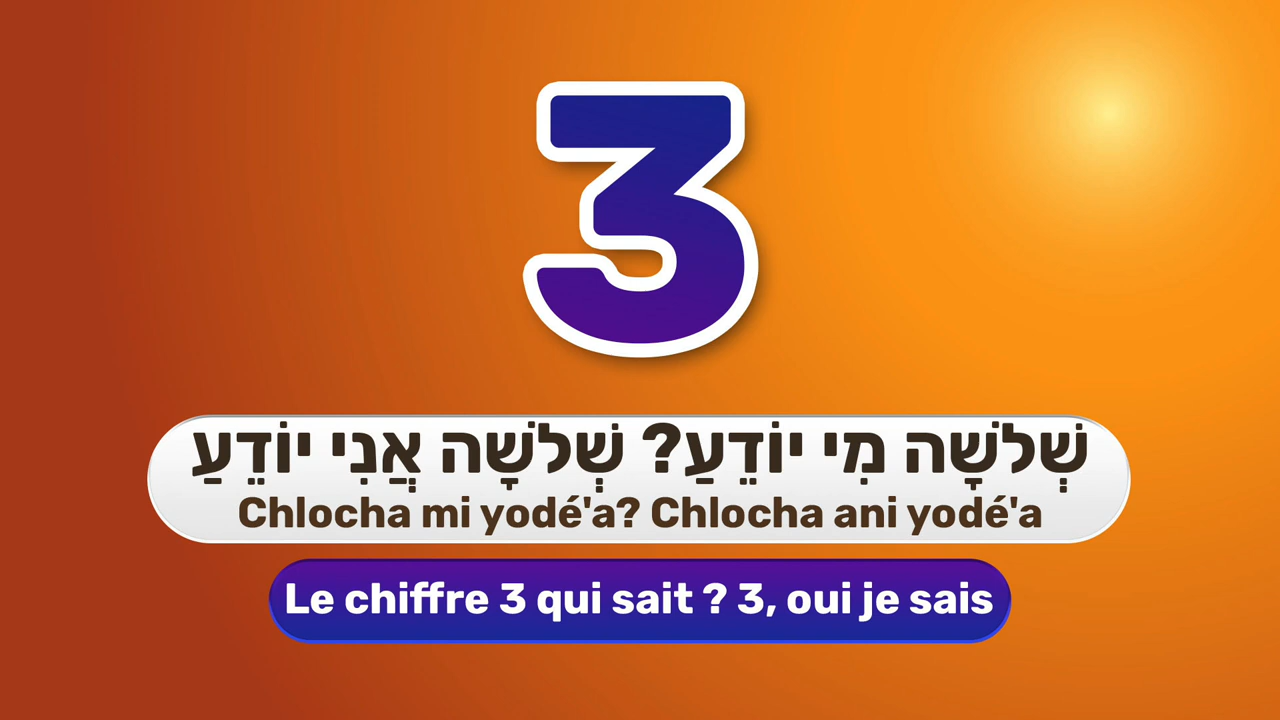 3
שְׁלֹשָׁה מִי יוֹדֵעַ? שְׁלֹשָׁה אֲנִי יוֹדֵעַ
Chlocha mi yodé'a? Chlocha ani yodé'a
Le chiffre 3 qui sait ? 3, oui je sais